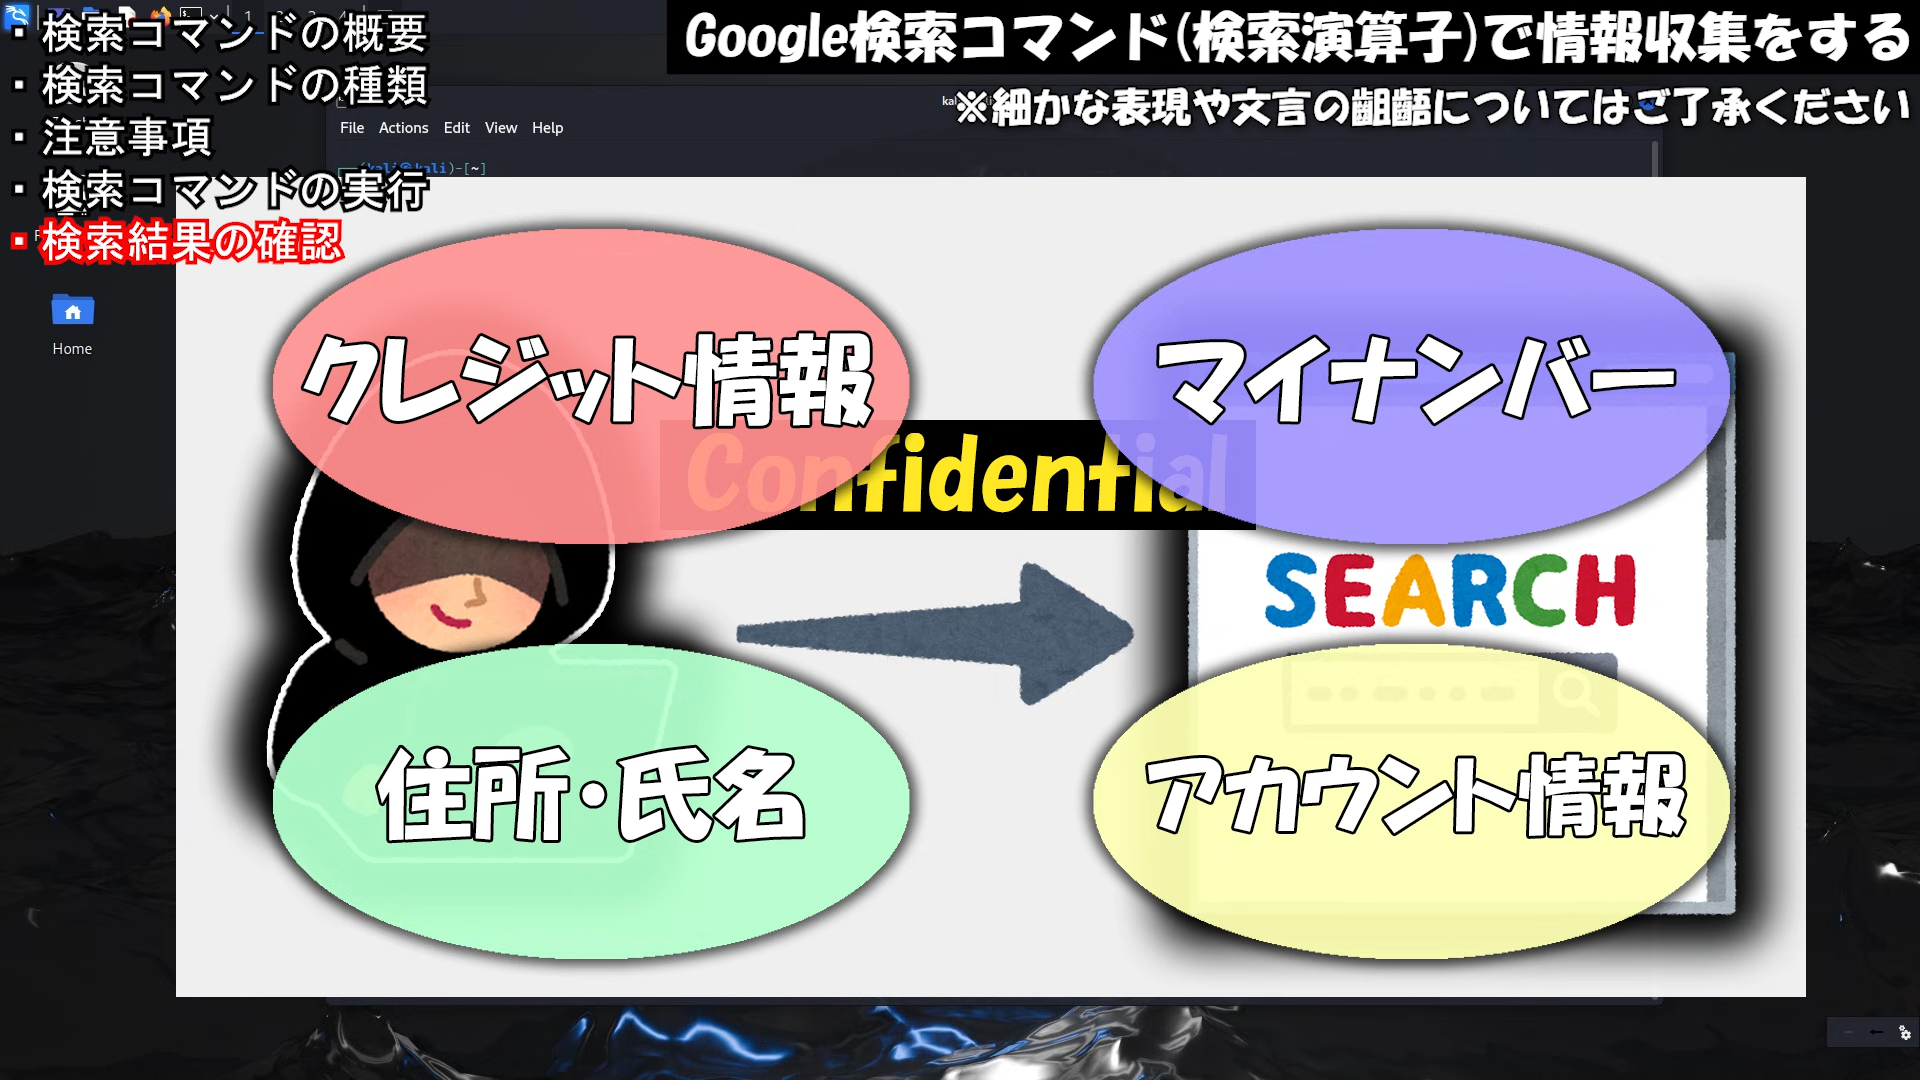 ・検索コマンドの概要
・検索コマンドの種類
・注意事項
・検索コマンドの実行
・検索結果の確認
Google検索コマンド(検索演算子)で情報収集をする
※細かな表現や文言の齟齬についてはご了承ください
File Actions Edit View Help
(kali㉿kali)-[~]
Home
クレジット情報
マイナンバー
Confidential
SEARCH
住所・氏名
アカウント情報